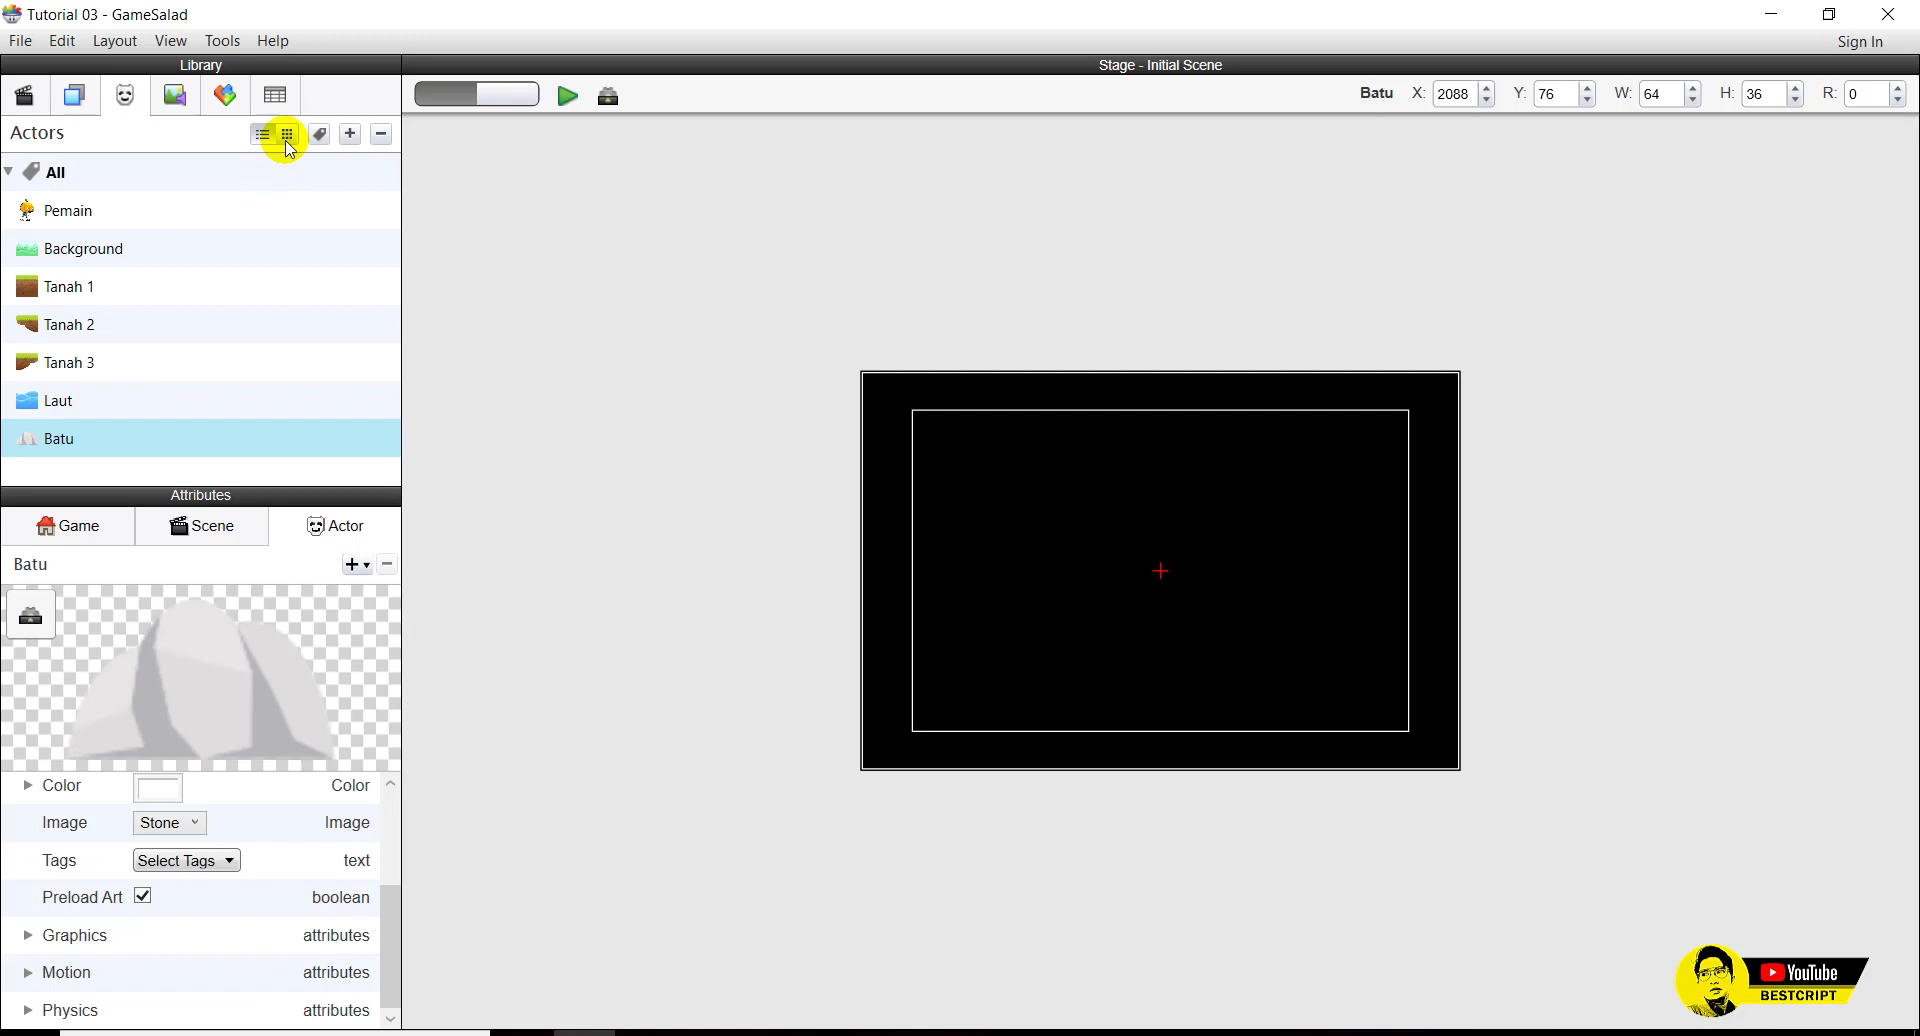 Tutorial 03 - GameSalad
File Edit Layout View Tools Help
Sign In
Library
Stage - Initial Scene
Batu X: 2088 Y: 76 W: 64 H: 36 R: 0
Actors
All
Pemain
Background
Tanah 1
Tanah 2
Tanah 3
Laut
Batu
Attributes
Game Scene Actor
Batu
Color Color
Image Stone Image
Tags Select Tags text
Preload Art boolean
Graphics attributes
Motion attributes
Physics attributes
YouTube
BESTCRIPT